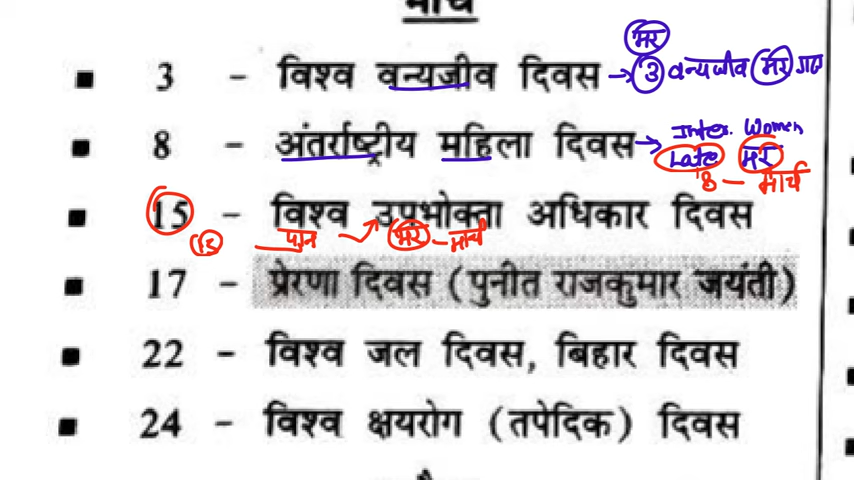 मार्च
मर
▪ 3 - विश्व वन्यजीव दिवस → 3 वन्यजीव मर गए
▪ 8 - अंतर्राष्ट्रीय महिला दिवस → Inter. Women
Late मर
8 - मार्च
▪ 15 - विश्व उपभोक्ता अधिकार दिवस
पान मर - मार्च
▪ 17 - प्रेरणा दिवस (पुनीत राजकुमार जयंती)
▪ 22 - विश्व जल दिवस, बिहार दिवस
▪ 24 - विश्व क्षयरोग (तपेदिक) दिवस